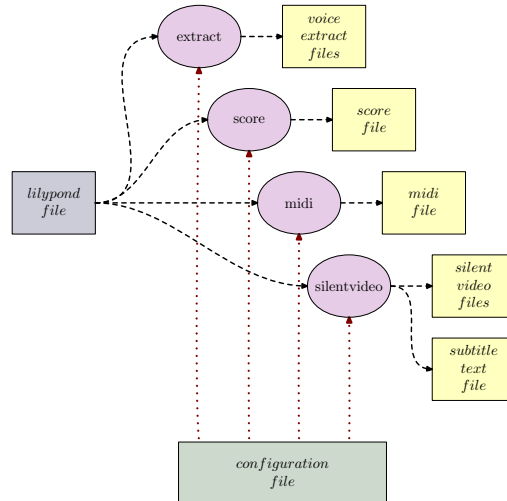 extract
voice
extract
files
score
score
file
lilypond
file
midi
midi
file
silentvideo
silent
video
files
subtitle
text
file
configuration
file